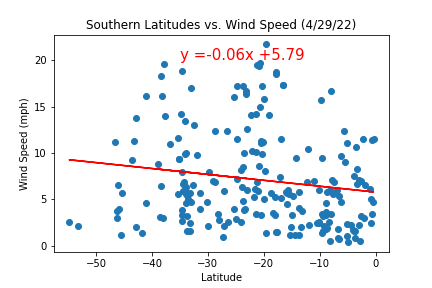 Southern Latitudes vs. Wind Speed (4/29/22)
y =-0.06x +5.79
Wind Speed (mph)
20
15
10
5
0
−50 −40 −30 −20 −10 0
Latitude